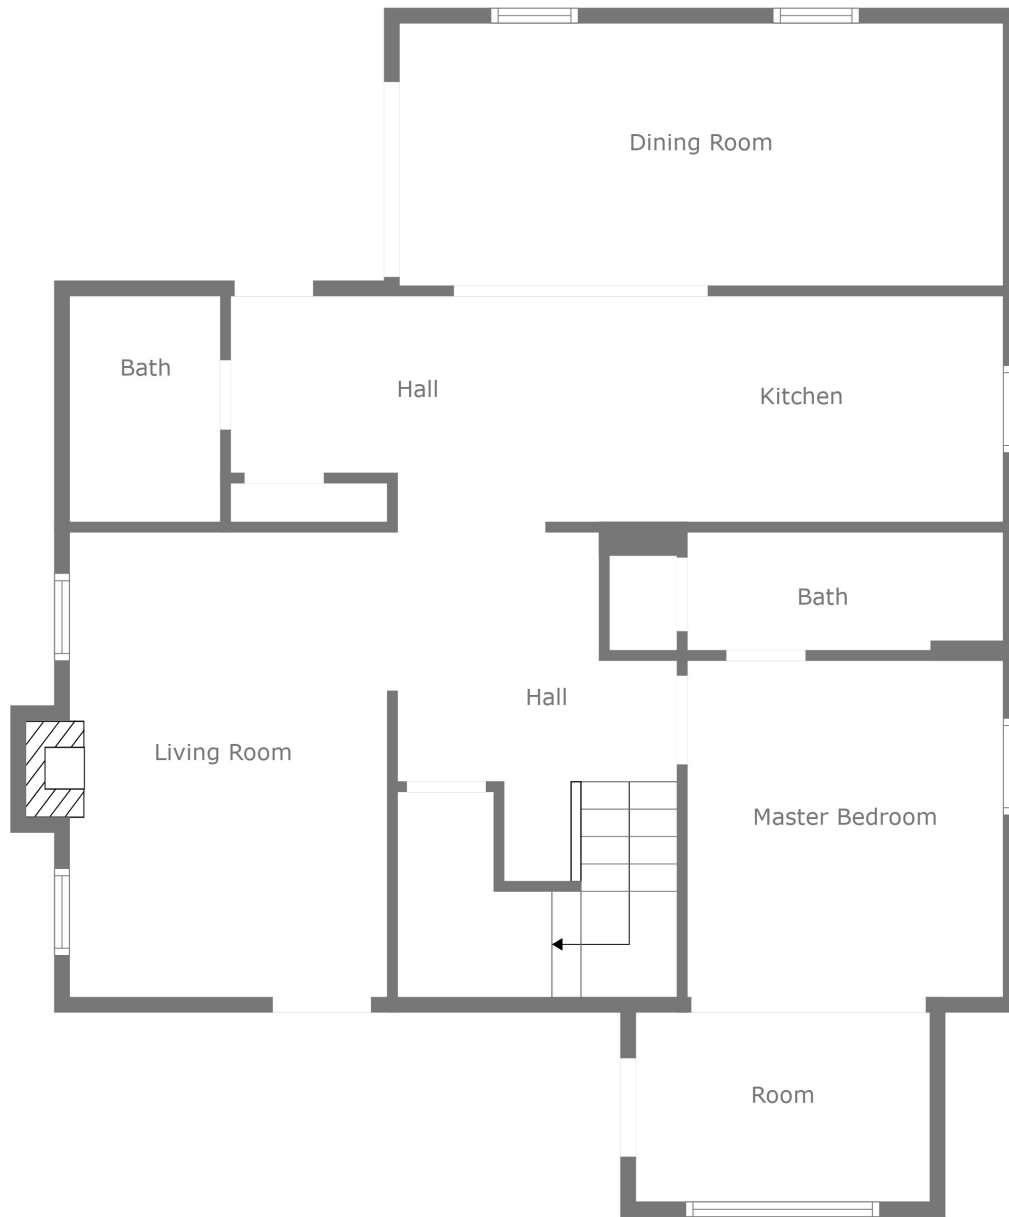 Dining Room
Bath
Hall
Kitchen
Bath
Hall
Living Room
Master Bedroom
Room